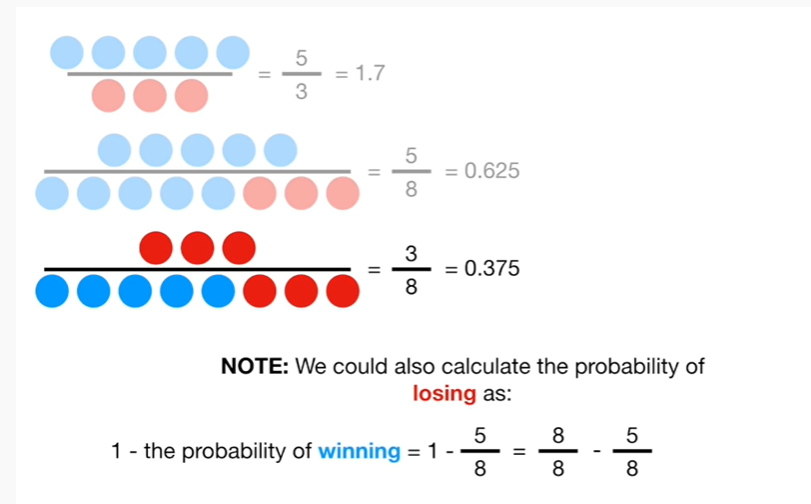 = 5/3 = 1.7
= 5/8 = 0.625
= 3/8 = 0.375
NOTE: We could also calculate the probability of
losing as:
1 - the probability of winning = 1 - 5/8 = 8/8 - 5/8